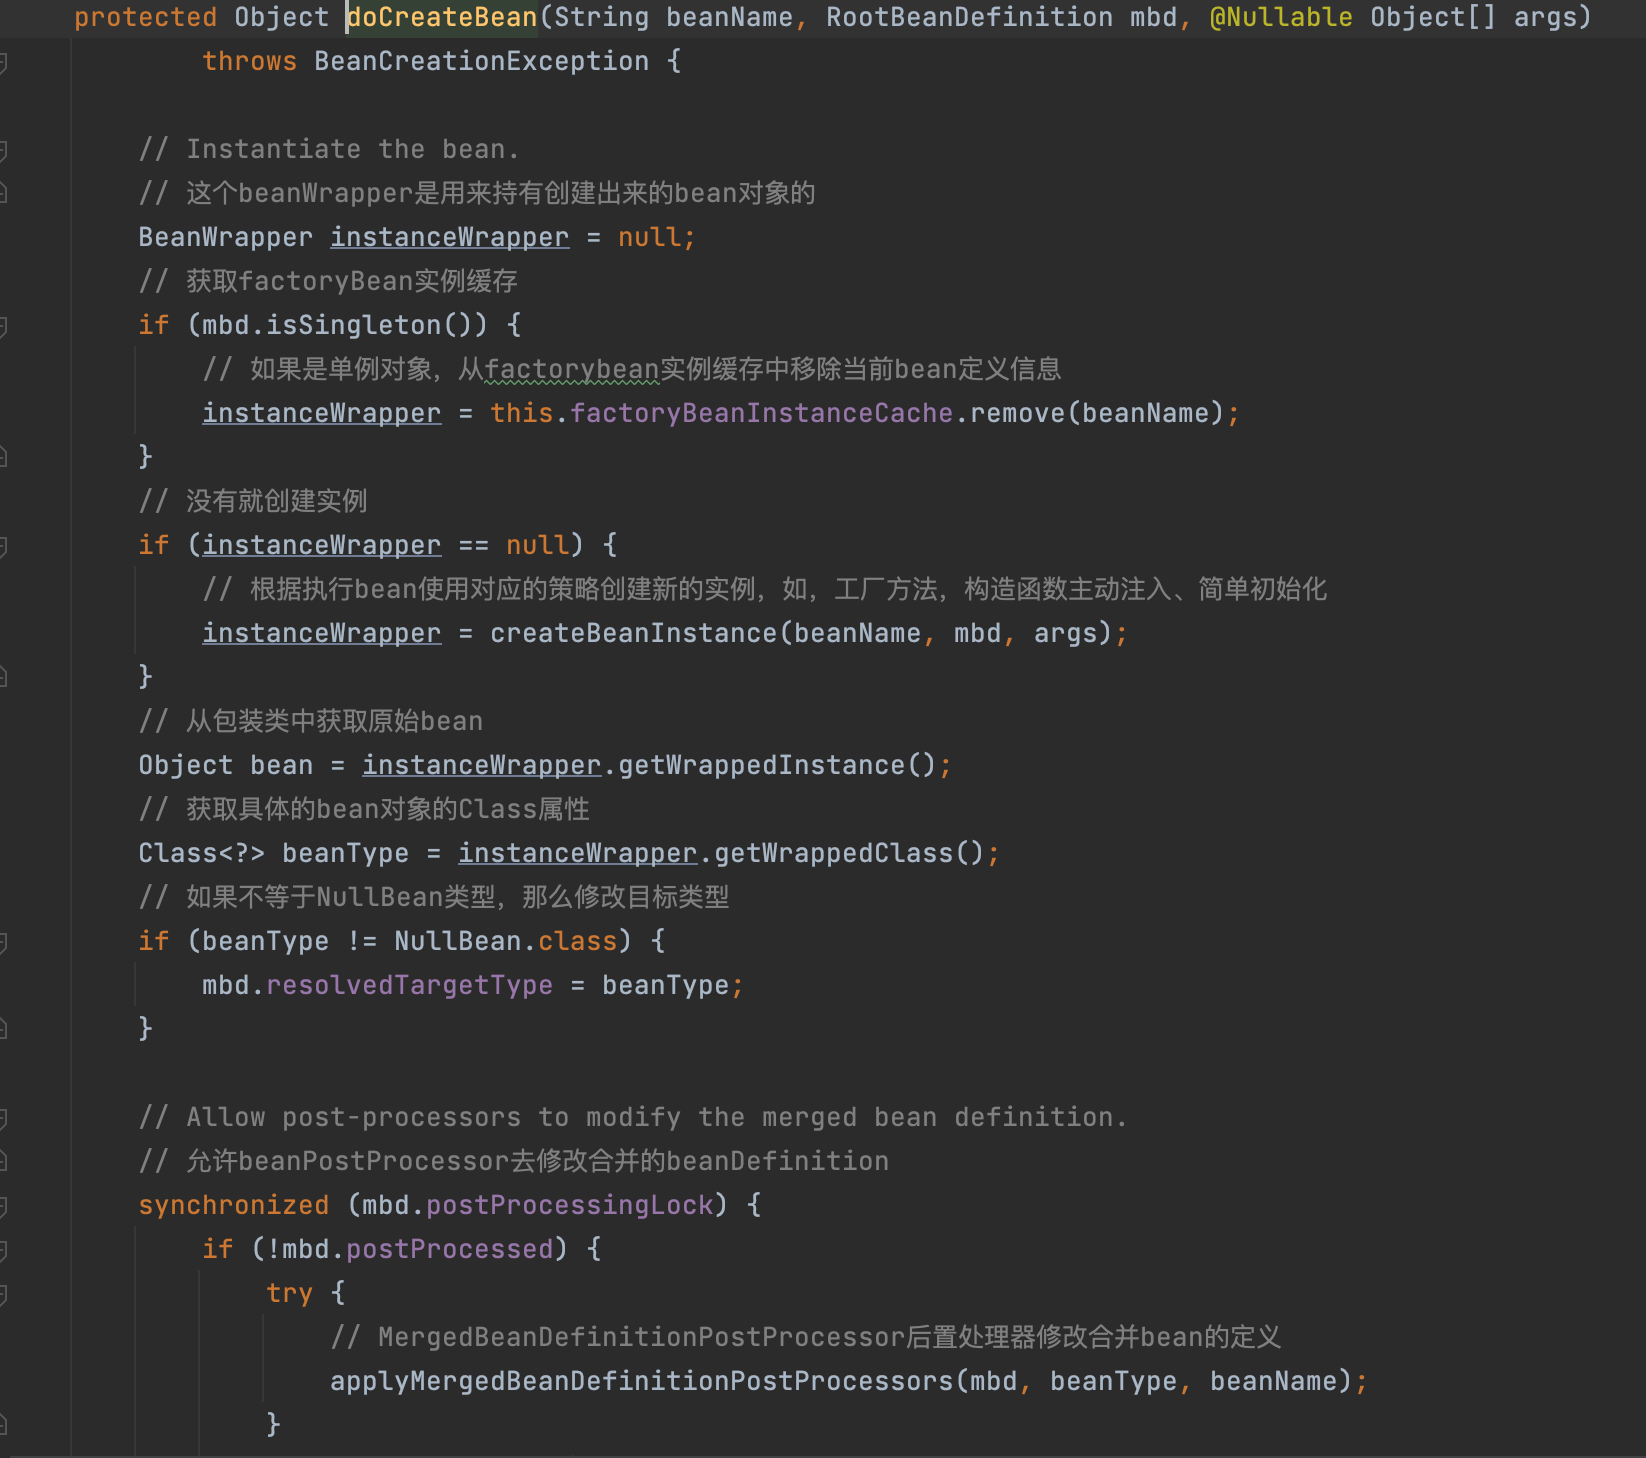 protected Object doCreateBean(String beanName, RootBeanDefinition mbd, @Nullable Object[] args)
throws BeanCreationException {
// Instantiate the bean.
// 这个beanWrapper是用来持有创建出来的bean对象的
BeanWrapper instanceWrapper = null;
// 获取factoryBean实例缓存
if (mbd.isSingleton()) {
// 如果是单例对象，从factorybean实例缓存中移除当前bean定义信息
instanceWrapper = this.factoryBeanInstanceCache.remove(beanName);
}
// 没有就创建实例
if (instanceWrapper == null) {
// 根据执行bean使用对应的策略创建新的实例，如，工厂方法，构造函数主动注入、简单初始化
instanceWrapper = createBeanInstance(beanName, mbd, args);
}
// 从包装类中获取原始bean
Object bean = instanceWrapper.getWrappedInstance();
// 获取具体的bean对象的Class属性
Class<?> beanType = instanceWrapper.getWrappedClass();
// 如果不等于NullBean类型，那么修改目标类型
if (beanType != NullBean.class) {
mbd.resolvedTargetType = beanType;
}
// Allow post-processors to modify the merged bean definition.
// 允许beanPostProcessor去修改合并的beanDefinition
synchronized (mbd.postProcessingLock) {
if (!mbd.postProcessed) {
try {
// MergedBeanDefinitionPostProcessor后置处理器修改合并bean的定义
applyMergedBeanDefinitionPostProcessors(mbd, beanType, beanName);
}